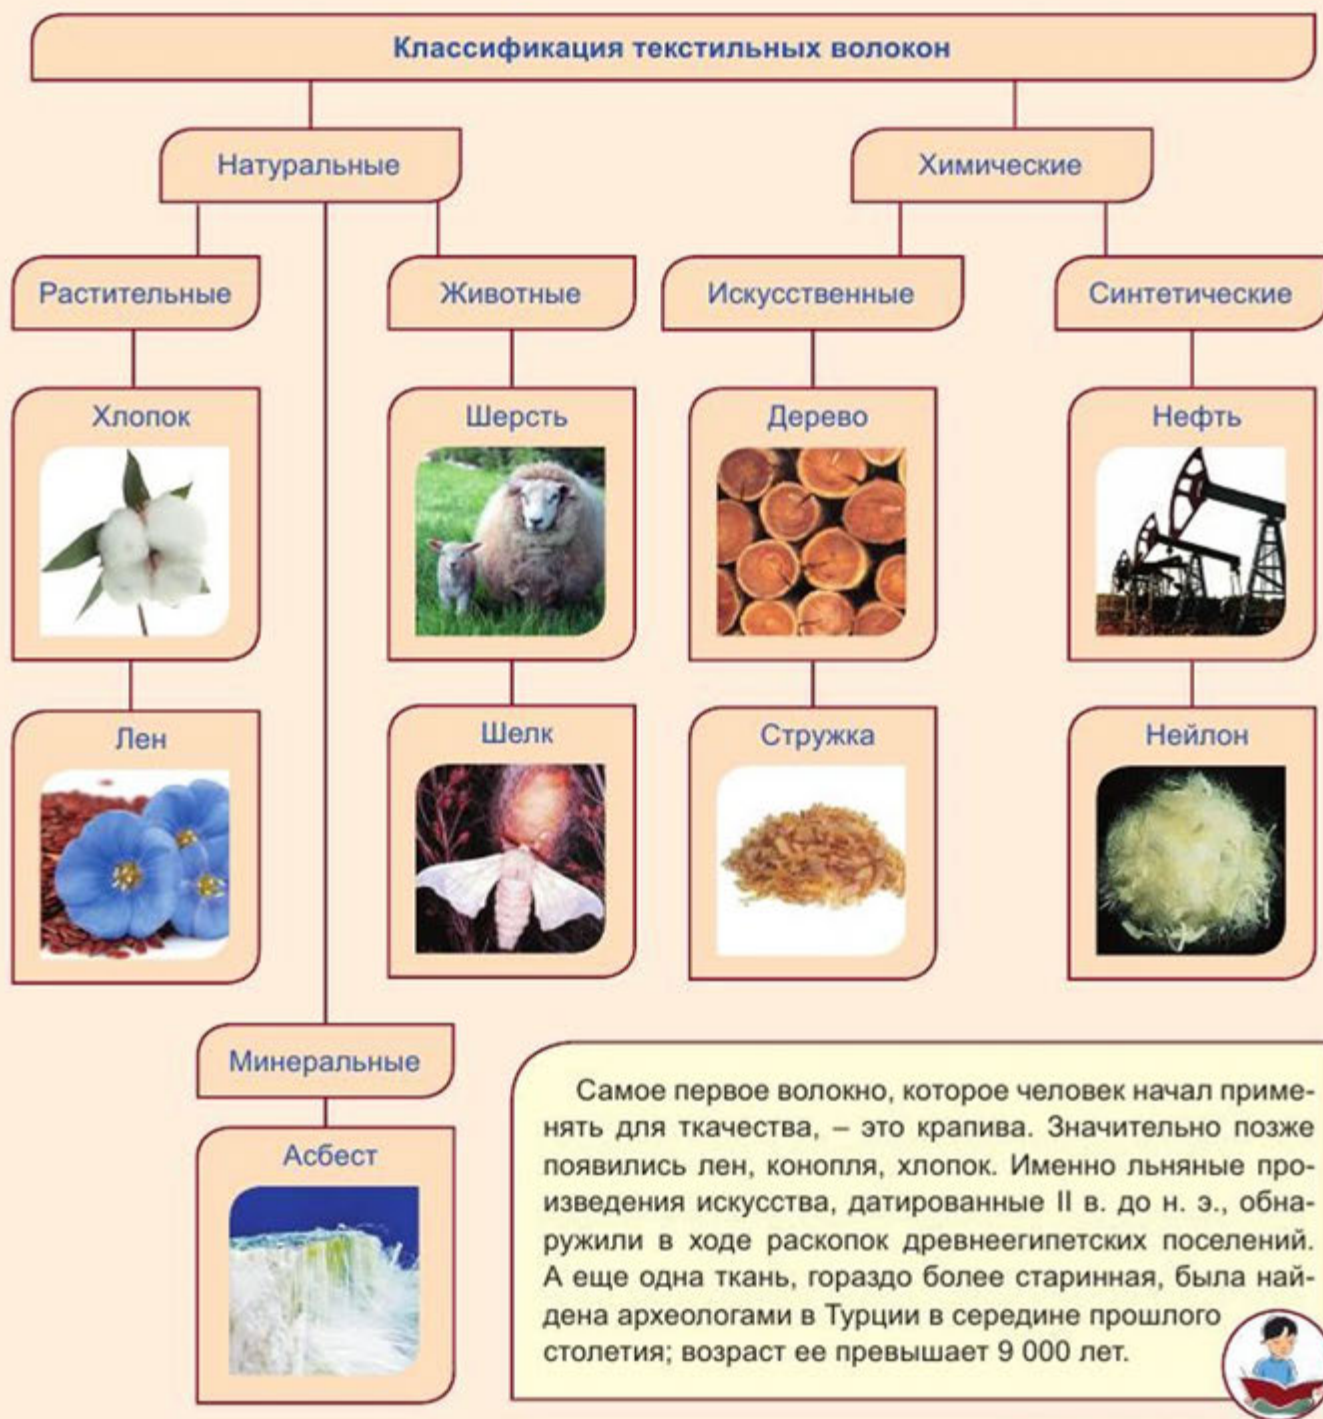 Классификация текстильных волокон
Натуральные
Химические
Растительные
Животные
Искусственные
Синтетические
Хлопок
Шерсть
Дерево
Нефть
Лен
Шелк
Стружка
Нейлон
Минеральные
Асбест
Самое первое волокно, которое человек начал приме-
нять для ткачества, – это крапива. Значительно позже
появились лен, конопля, хлопок. Именно льняные про-
изведения искусства, датированные II в. до н. э., обна-
ружили в ходе раскопок древнеегипетских поселений.
А еще одна ткань, гораздо более старинная, была най-
дена археологами в Турции в середине прошлого
столетия; возраст ее превышает 9 000 лет.